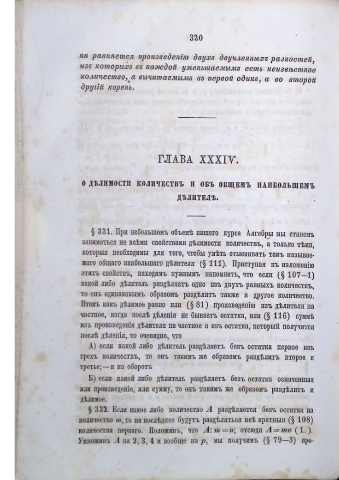 320
на равняется произведенію двухъ двучленныхъ разностей,
изъ которыхъ въ каждой уменьшаемымъ есть неизвѣстное
количество, а вычитаемымъ въ первой одинъ, а во второй
другій корень.
ГЛАВА XXXIV.
О ДѢЛИМОСТИ КОЛИЧЕСТВЪ И ОБЪ ОБЩЕМЪ НАИБОЛЬШЕМЪ
ДѢЛИТЕЛѢ.
§ 331. При небольшомъ объемѣ нашего курса Алгебры мы станемъ
заниматься не всѣми свойствами дѣлимости количествъ, а только тѣми,
которыя необходимы для того, чтобы умѣть отыскивать такъ называе-
маго общаго наибольшаго дѣлителя (§ 112). Приступая къ изложенію
этихъ свойствъ, находимъ нужнымъ напомнить, что если (§ 107—1)
какой либо дѣлитель раздѣляетъ одно изъ двухъ равныхъ количествъ,
то онъ одинаковымъ образомъ раздѣлитъ также и другое количество.
Итакъ какъ дѣлимое равно или (§ 81) произведенію изъ дѣлителя на
частное, когда послѣ дѣленія не бываетъ остатка, или (§ 116) суммѣ
изъ произведенія дѣлителя на частное и изъ остатка, который получится
послѣ дѣленія, то очевидно, что
А) если какой либо дѣлитель раздѣляетъ безъ остатка первое изъ
трехъ количествъ, то онъ такимъ же образомъ раздѣлитъ второе и
третье;—и на оборотъ
Б) если какой либо дѣлитель раздѣляетъ безъ остатка означенныя
или произведеніе, или сумму, то онъ такимъ же образомъ раздѣлитъ и
дѣлимое.
§ 332. Если какое либо количество A раздѣляется безъ остатка на
количество m, то на послѣднее будутъ раздѣляться всѣ кратныя (§ 108)
количества перваго. Положимъ, что A:m=n; отсюда A=mn (1.).
Умноживъ A на 2, 3, 4 и вообще на p, мы получимъ (§ 79—3) про-